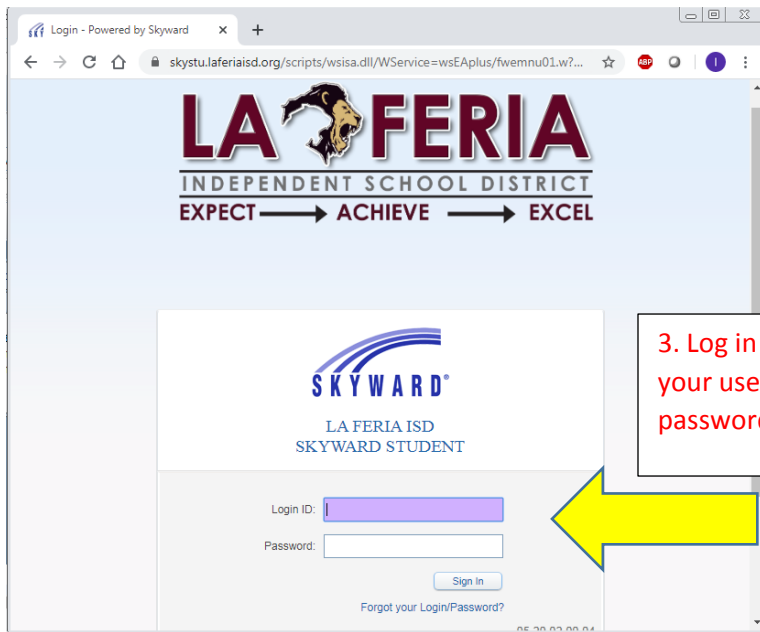 Login - Powered by Skyward
skystu.laferiaisd.org/scripts/wsisa.dll/WService=wsEAplus/fwemnu01.w?...
ABP
I
LA FERIA
INDEPENDENT SCHOOL DISTRICT
EXPECT ACHIEVE EXCEL
SKYWARD®
LA FERIA ISD
SKYWARD STUDENT
3. Log in
your use
passwor
Login ID:
Password:
Sign In
Forgot your Login/Password?